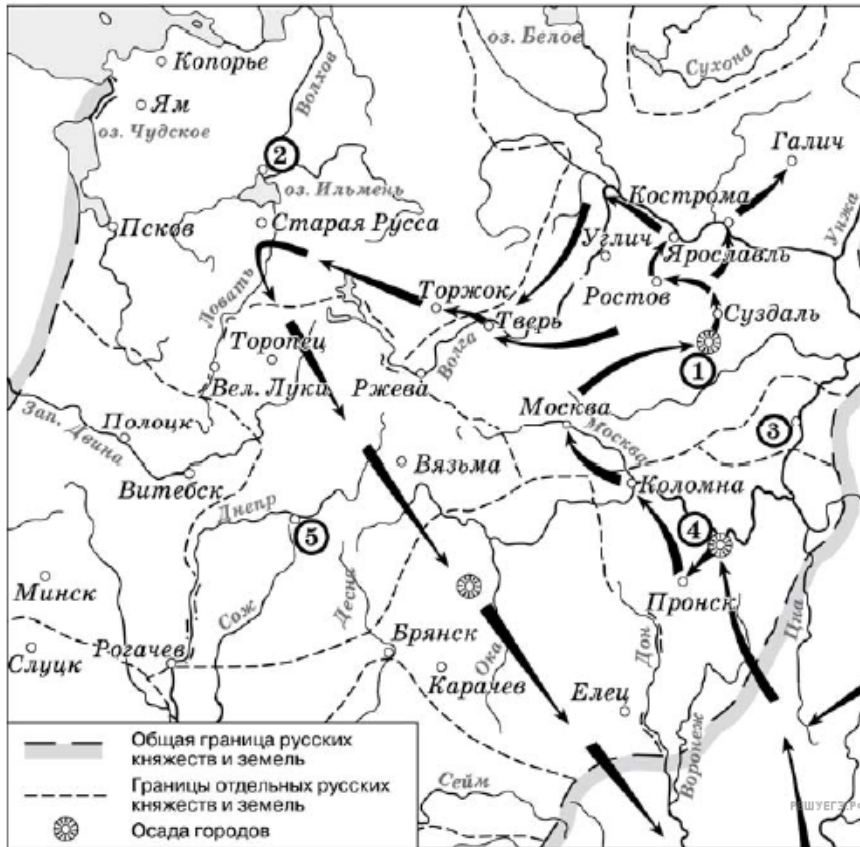 оз. Белое
Сухона
Копорье
Волхов
Ям
оз. Чудское
Галич
2
оз. Ильмень
Кострома
Унжа
Псков
Старая Русса
Углич
Ярославль
Ловать
Торжок
Ростов
Суздаль
Тверь
Торопец
Волга
1
Вел. Луки
Ржева
Москва
Зап. Двина
Полоцк
Москва
3
Вязьма
Витебск
Коломна
Днепр
5
4
Минск
Десна
Пронск
Сож
Цна
Слуцк
Рогачев
Брянск
Ока
Дон
Карачев
Елец
Воронеж
Общая граница русских
княжеств и земель
Границы отдельных русских
княжеств и земель
Сейм
РЕШУЕГЭ.РФ
Осада городов